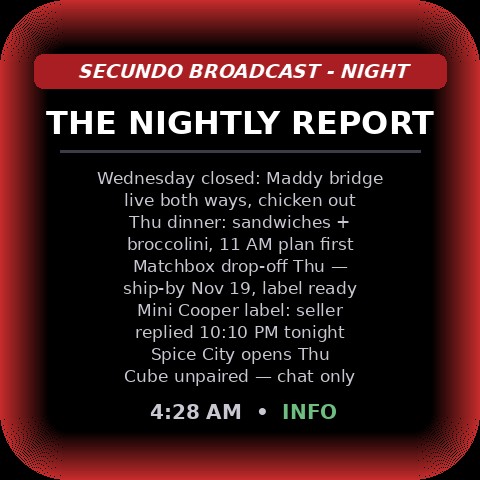 SECUNDO BROADCAST - NIGHT
THE NIGHTLY REPORT
Wednesday closed: Maddy bridge
live both ways, chicken out
Thu dinner: sandwiches +
broccolini, 11 AM plan first
Matchbox drop-off Thu —
ship-by Nov 19, label ready
Mini Cooper label: seller
replied 10:10 PM tonight
Spice City opens Thu
Cube unpaired — chat only
4:28 AM • INFO